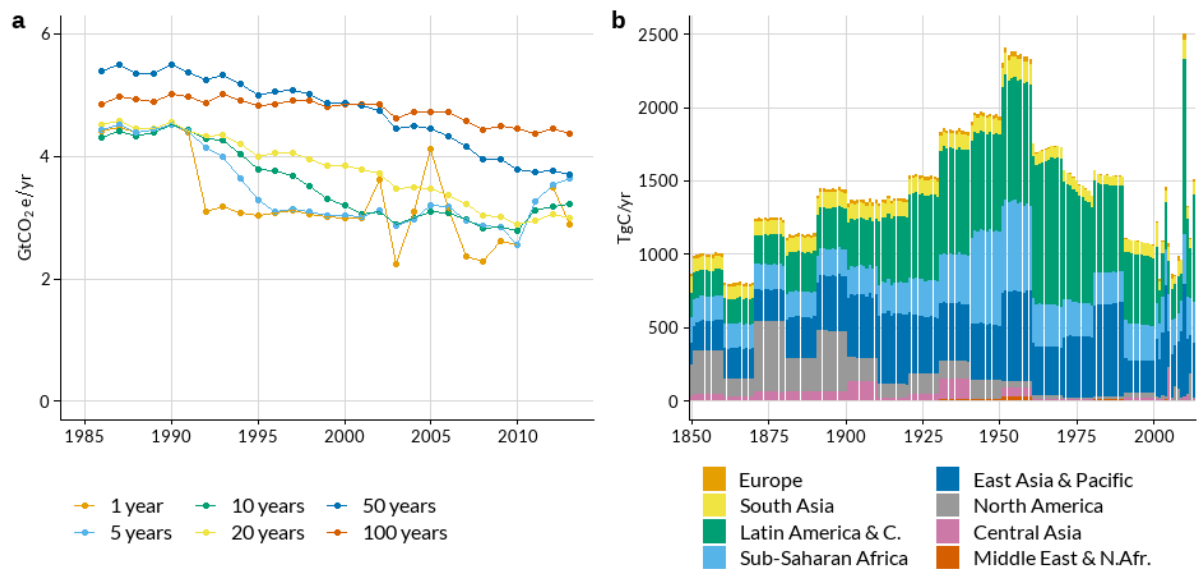 a
GtCO2 e/yr
6
4
2
0
1985 1990 1995 2000 2005 2010
1 year 10 years 50 years
5 years 20 years 100 years
b
TgC/yr
2500
2000
1500
1000
500
0
1850 1875 1900 1925 1950 1975 2000
Europe East Asia & Pacific
South Asia North America
Latin America & C. Central Asia
Sub-Saharan Africa Middle East & N.Afr.